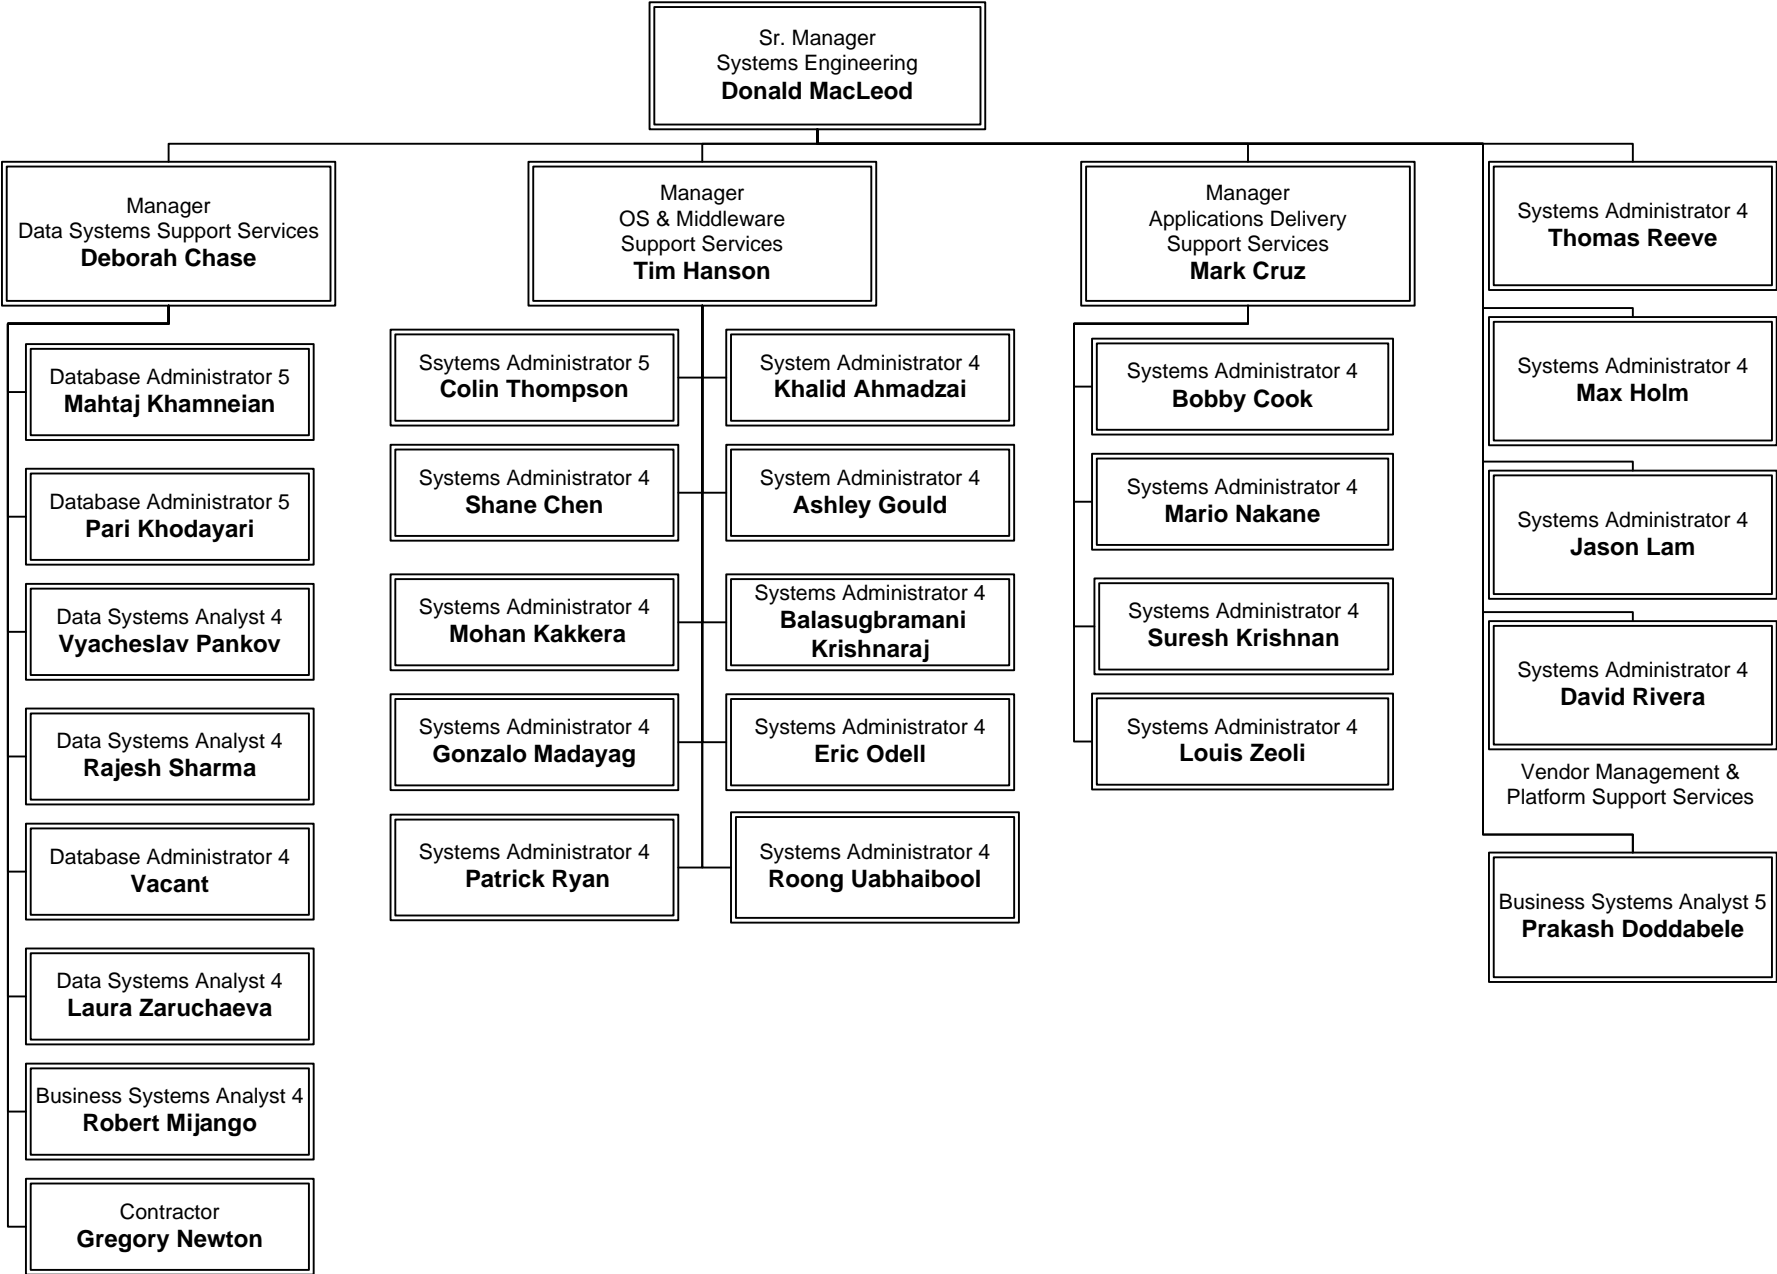 Sr. Manager
Systems Engineering
Donald MacLeod
Manager
Data Systems Support Services
Deborah Chase
Manager
OS & Middleware
Support Services
Tim Hanson
Manager
Applications Delivery
Support Services
Mark Cruz
Systems Administrator 4
Thomas Reeve
Database Administrator 5
Mahtaj Khamneian
Database Administrator 5
Pari Khodayari
Data Systems Analyst 4
Vyacheslav Pankov
Data Systems Analyst 4
Rajesh Sharma
Database Administrator 4
Vacant
Data Systems Analyst 4
Laura Zaruchaeva
Business Systems Analyst 4
Robert Mijango
Contractor
Gregory Newton
Ssytems Administrator 5
Colin Thompson
System Administrator 4
Khalid Ahmadzai
Systems Administrator 4
Shane Chen
System Administrator 4
Ashley Gould
Systems Administrator 4
Mohan Kakkera
Systems Administrator 4
Balasugbramani
Krishnaraj
Systems Administrator 4
Gonzalo Madayag
Systems Administrator 4
Eric Odell
Systems Administrator 4
Patrick Ryan
Systems Administrator 4
Roong Uabhaibool
Systems Administrator 4
Bobby Cook
Systems Administrator 4
Mario Nakane
Systems Administrator 4
Suresh Krishnan
Systems Administrator 4
Louis Zeoli
Systems Administrator 4
Max Holm
Systems Administrator 4
Jason Lam
Systems Administrator 4
David Rivera
Vendor Management &
Platform Support Services
Business Systems Analyst 5
Prakash Doddabele